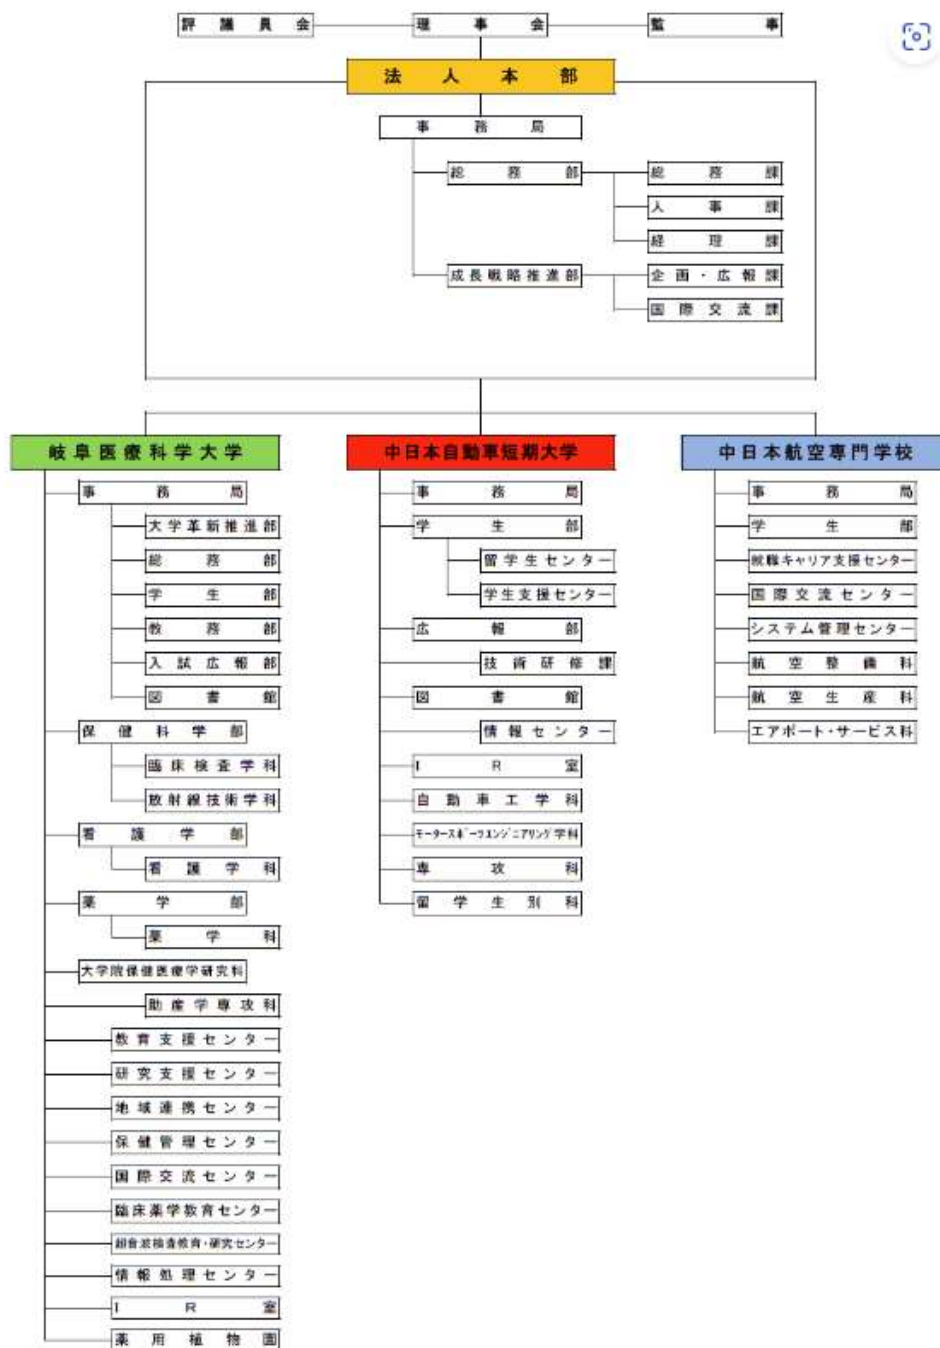 評議員会 理事会 監事
法人本部
事務局
総務部 総務課
人事課
経理課
成長戦略推進部 企画・広報課
国際交流課
岐阜医療科学大学
事務局
大学革新推進部
総務部
学生部
教務部
入試広報部
図書館
保健科学部
臨床検査学科
放射線技術学科
看護学部
看護学科
薬学部
薬学科
大学院保健医療学研究科
助産学専攻科
教育支援センター
研究支援センター
地域連携センター
保健管理センター
国際交流センター
臨床薬学教育センター
超音波検査教育・研究センター
情報処理センター
IR室
薬用植物園
中日本自動車短期大学
事務局
学生部
留学生センター
学生支援センター
広報部
技術研修課
図書館
情報センター
IR室
自動車工学科
モータースポーツエンジニアリング学科
専攻科
留学生別科
中日本航空専門学校
事務局
学生部
就職キャリア支援センター
国際交流センター
システム管理センター
航空整備科
航空生産科
エアポート・サービス科